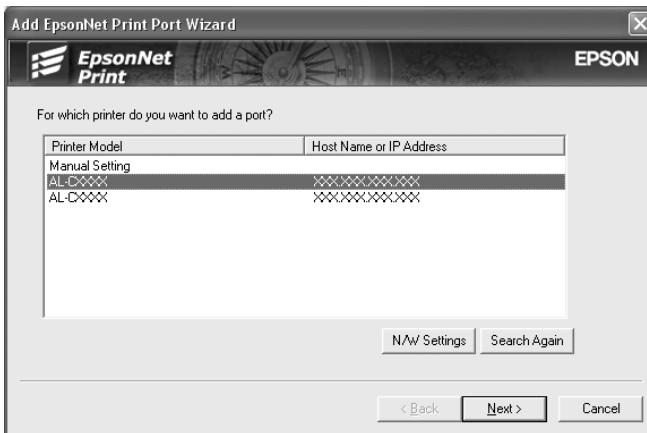 Add EpsonNet Print Port Wizard
EpsonNet
Print
EPSON
For which printer do you want to add a port?
Printer Model Host Name or IP Address
Manual Setting
AL-CXXXX XXX.XXX.XXX.XXX
AL-CXXXX XXX.XXX.XXX.XXX
N/W Settings Search Again
< Back Next > Cancel